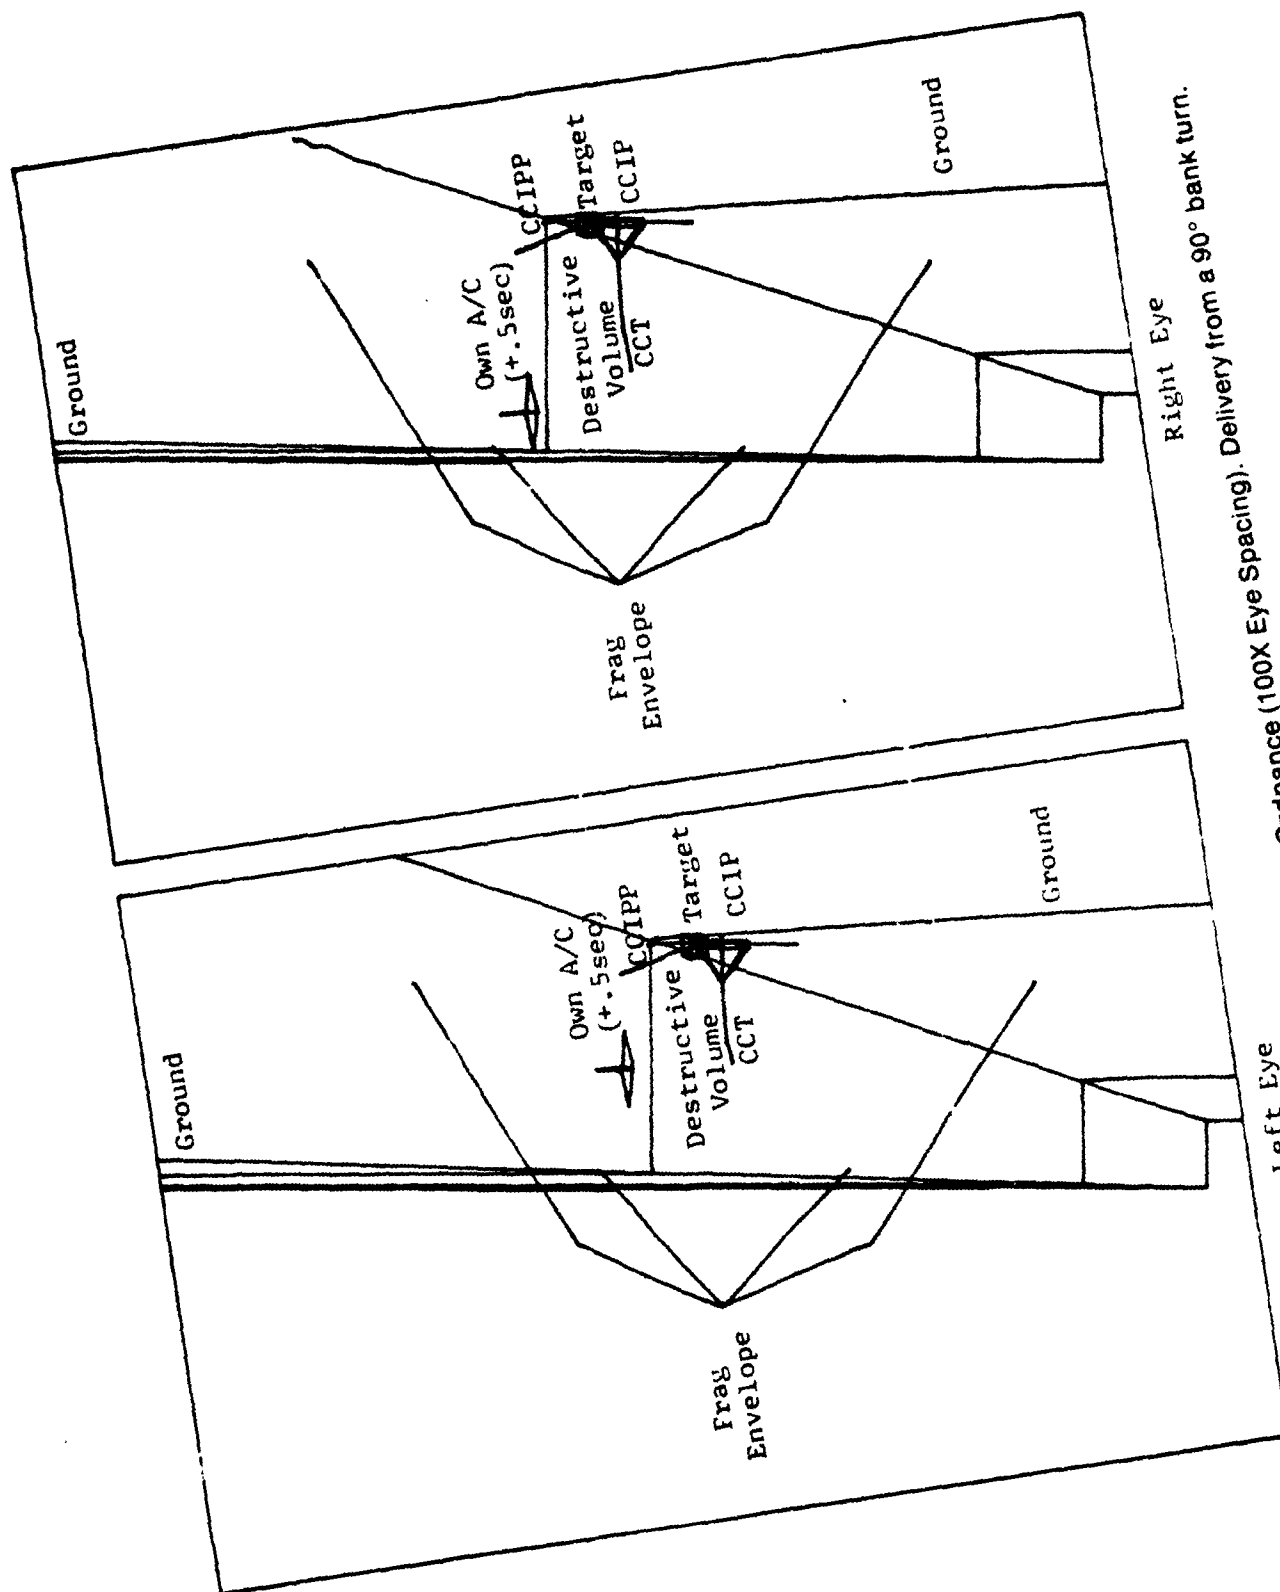 Ground
Own A/C
(+.5sec)
CCIPP
Target
CCIP
Destructive
Volume
CCT
Frag
Envelope
Ground
Left Eye
Ground
Own A/C
(+.5sec)
CCIPP
Target
CCIP
Destructive
Volume
CCT
Frag
Envelope
Ground
Right Eye
Ordnance (100X Eye Spacing). Delivery from a 90° bank turn.